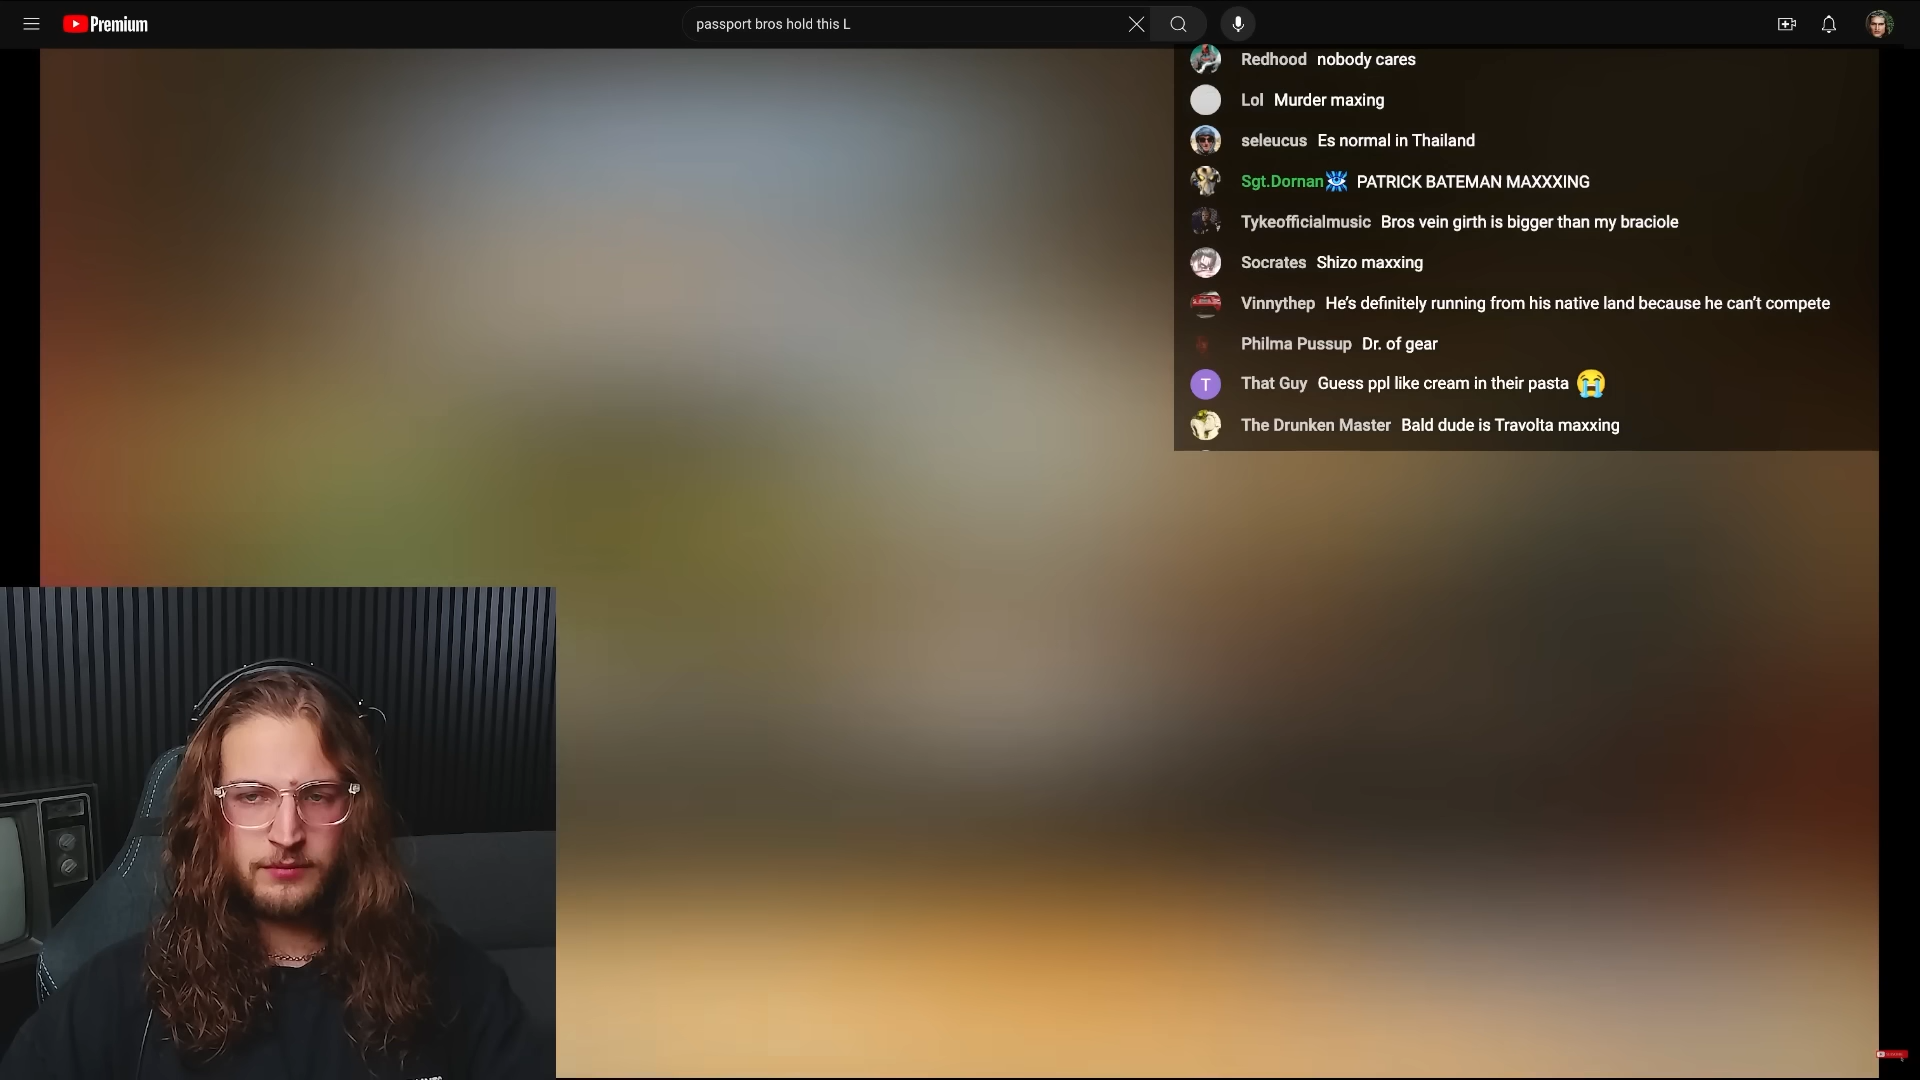 Premium
passport bros hold this L
Redhood nobody cares
Lol Murder maxing
seleucus Es normal in Thailand
Sgt.Dornan PATRICK BATEMAN MAXXXING
Tykeofficialmusic Bros vein girth is bigger than my braciole
Socrates Shizo maxxing
Vinnythep He’s definitely running from his native land because he can’t compete
Philma Pussup Dr. of gear
T That Guy Guess ppl like cream in their pasta
The Drunken Master Bald dude is Travolta maxxing